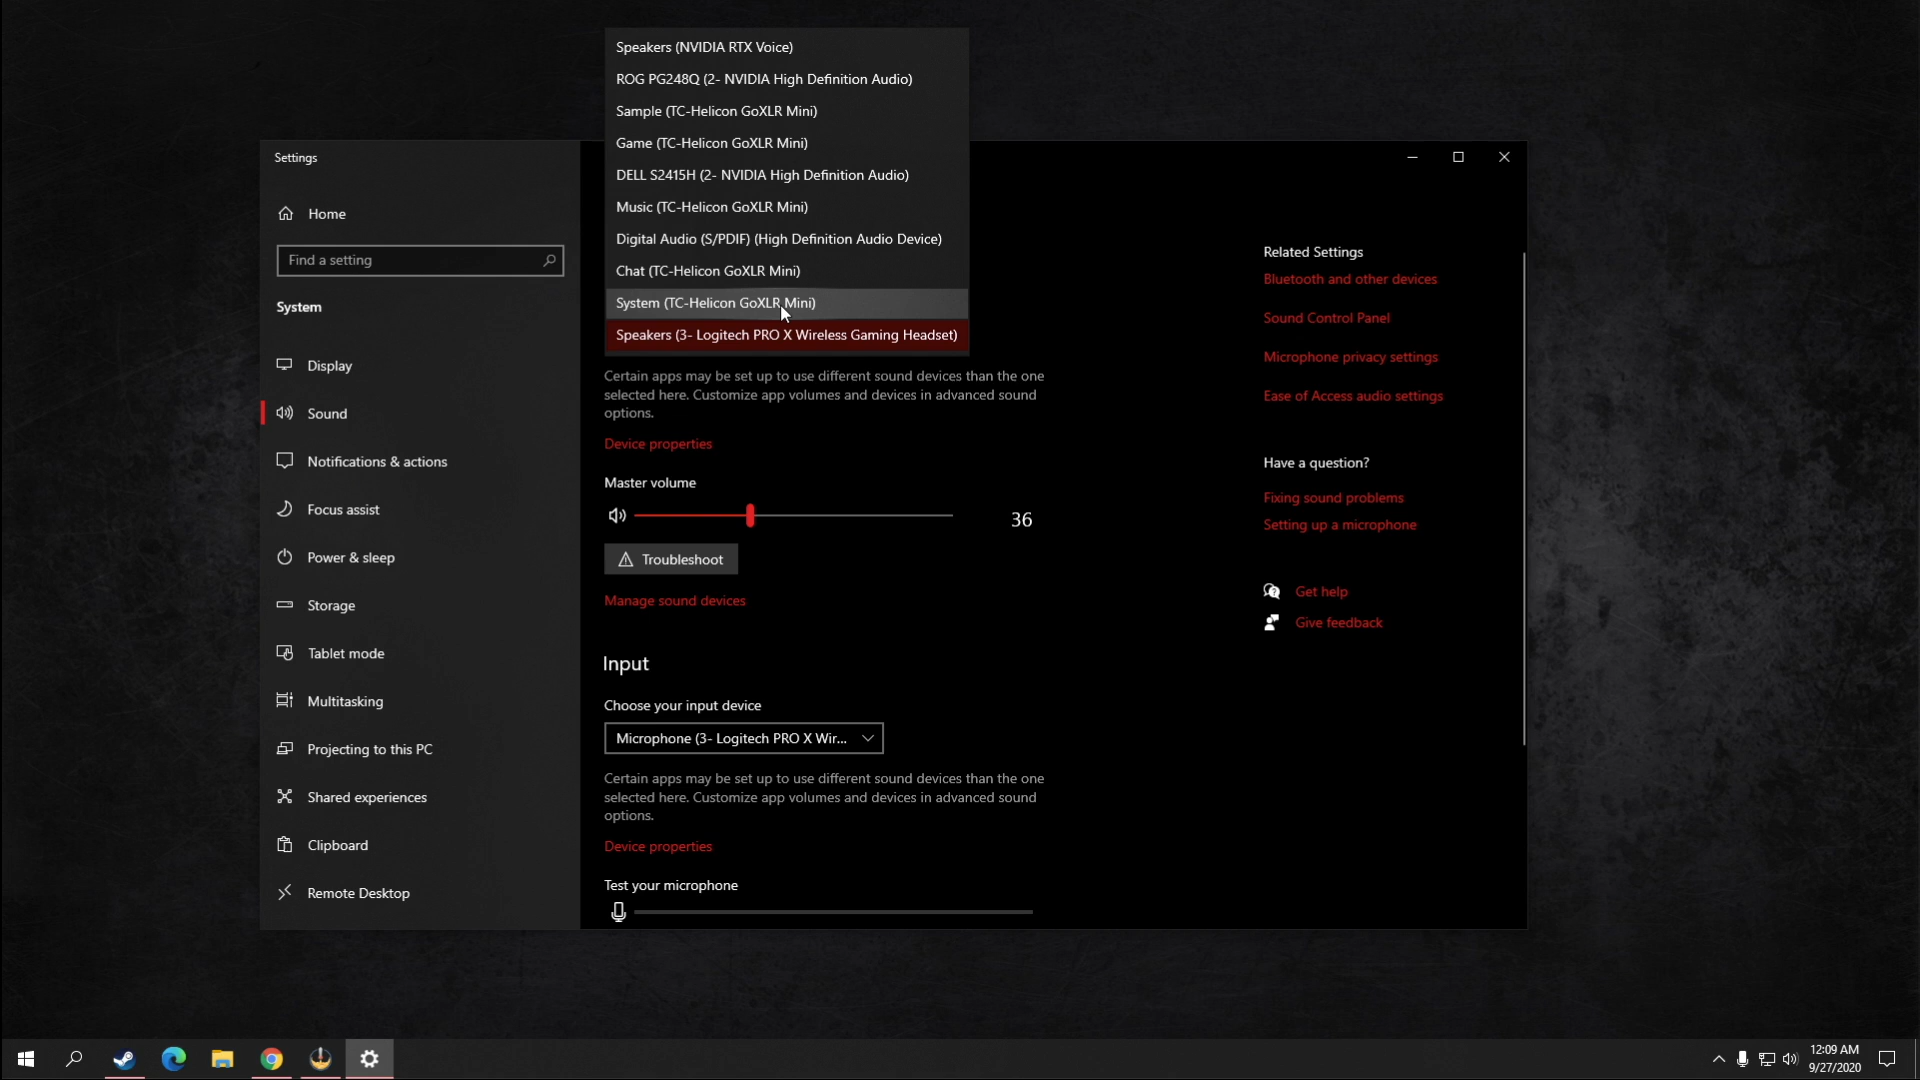 Speakers (NVIDIA RTX Voice)
ROG PG248Q (2- NVIDIA High Definition Audio)
Sample (TC-Helicon GoXLR Mini)
Game (TC-Helicon GoXLR Mini)
DELL S2415H (2- NVIDIA High Definition Audio)
Music (TC-Helicon GoXLR Mini)
Digital Audio (S/PDIF) (High Definition Audio Device)
Chat (TC-Helicon GoXLR Mini)
System (TC-Helicon GoXLR Mini)
Speakers (3- Logitech PRO X Wireless Gaming Headset)
Settings
Home
Find a setting
System
Display
Sound
Notifications & actions
Focus assist
Power & sleep
Storage
Tablet mode
Multitasking
Projecting to this PC
Shared experiences
Clipboard
Remote Desktop
Certain apps may be set up to use different sound devices than the one
selected here. Customize app volumes and devices in advanced sound
options.
Device properties
Master volume
36
Troubleshoot
Manage sound devices
Input
Choose your input device
Microphone (3- Logitech PRO X Wir...
Certain apps may be set up to use different sound devices than the one
selected here. Customize app volumes and devices in advanced sound
options.
Device properties
Test your microphone
Related Settings
Bluetooth and other devices
Sound Control Panel
Microphone privacy settings
Ease of Access audio settings
Have a question?
Fixing sound problems
Setting up a microphone
Get help
Give feedback
12:09 AM
9/27/2020